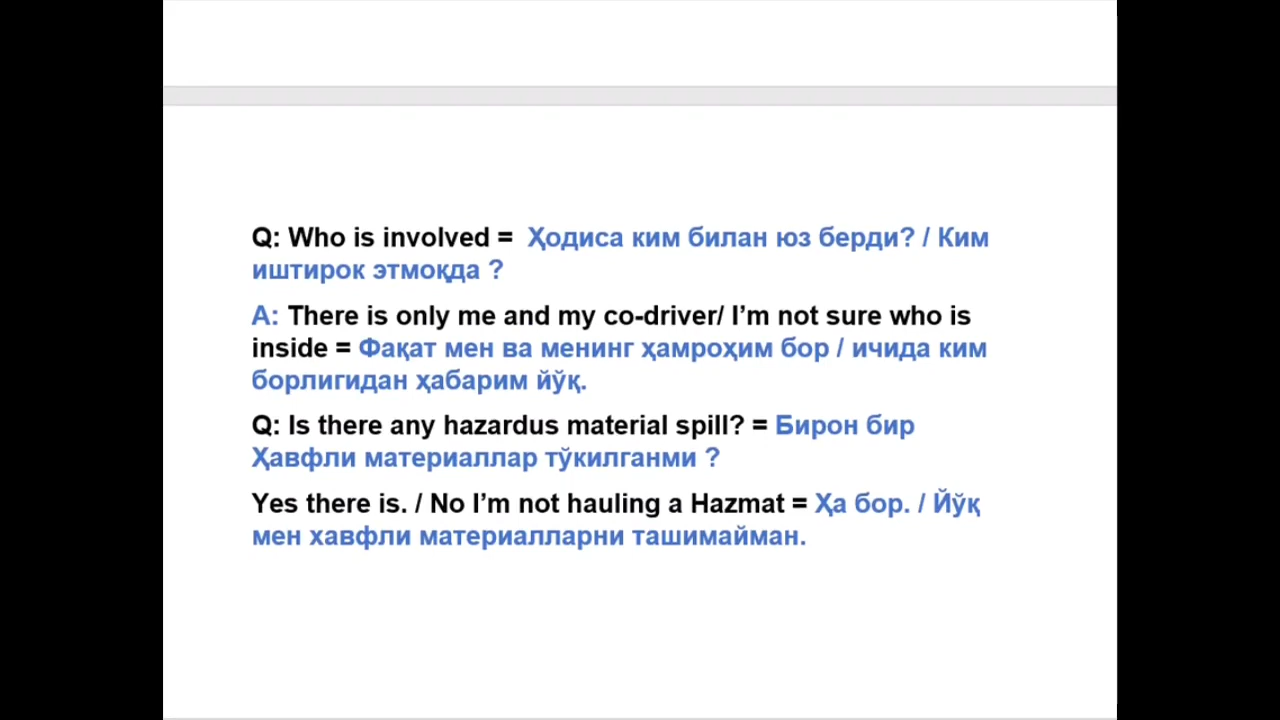 Q: Who is involved = Ҳодиса ким билан юз берди? / Ким
иштирок этмоқда ?
A: There is only me and my co-driver/ I’m not sure who is
inside = Фақат мен ва менинг ҳамроҳим бор / ичида ким
борлигидан ҳабарим йўқ.
Q: Is there any hazardus material spill? = Бирон бир
Ҳавфли материаллар тўкилганми ?
Yes there is. / No I’m not hauling a Hazmat = Ҳа бор. / Йўқ
мен хавфли материалларни ташимайман.